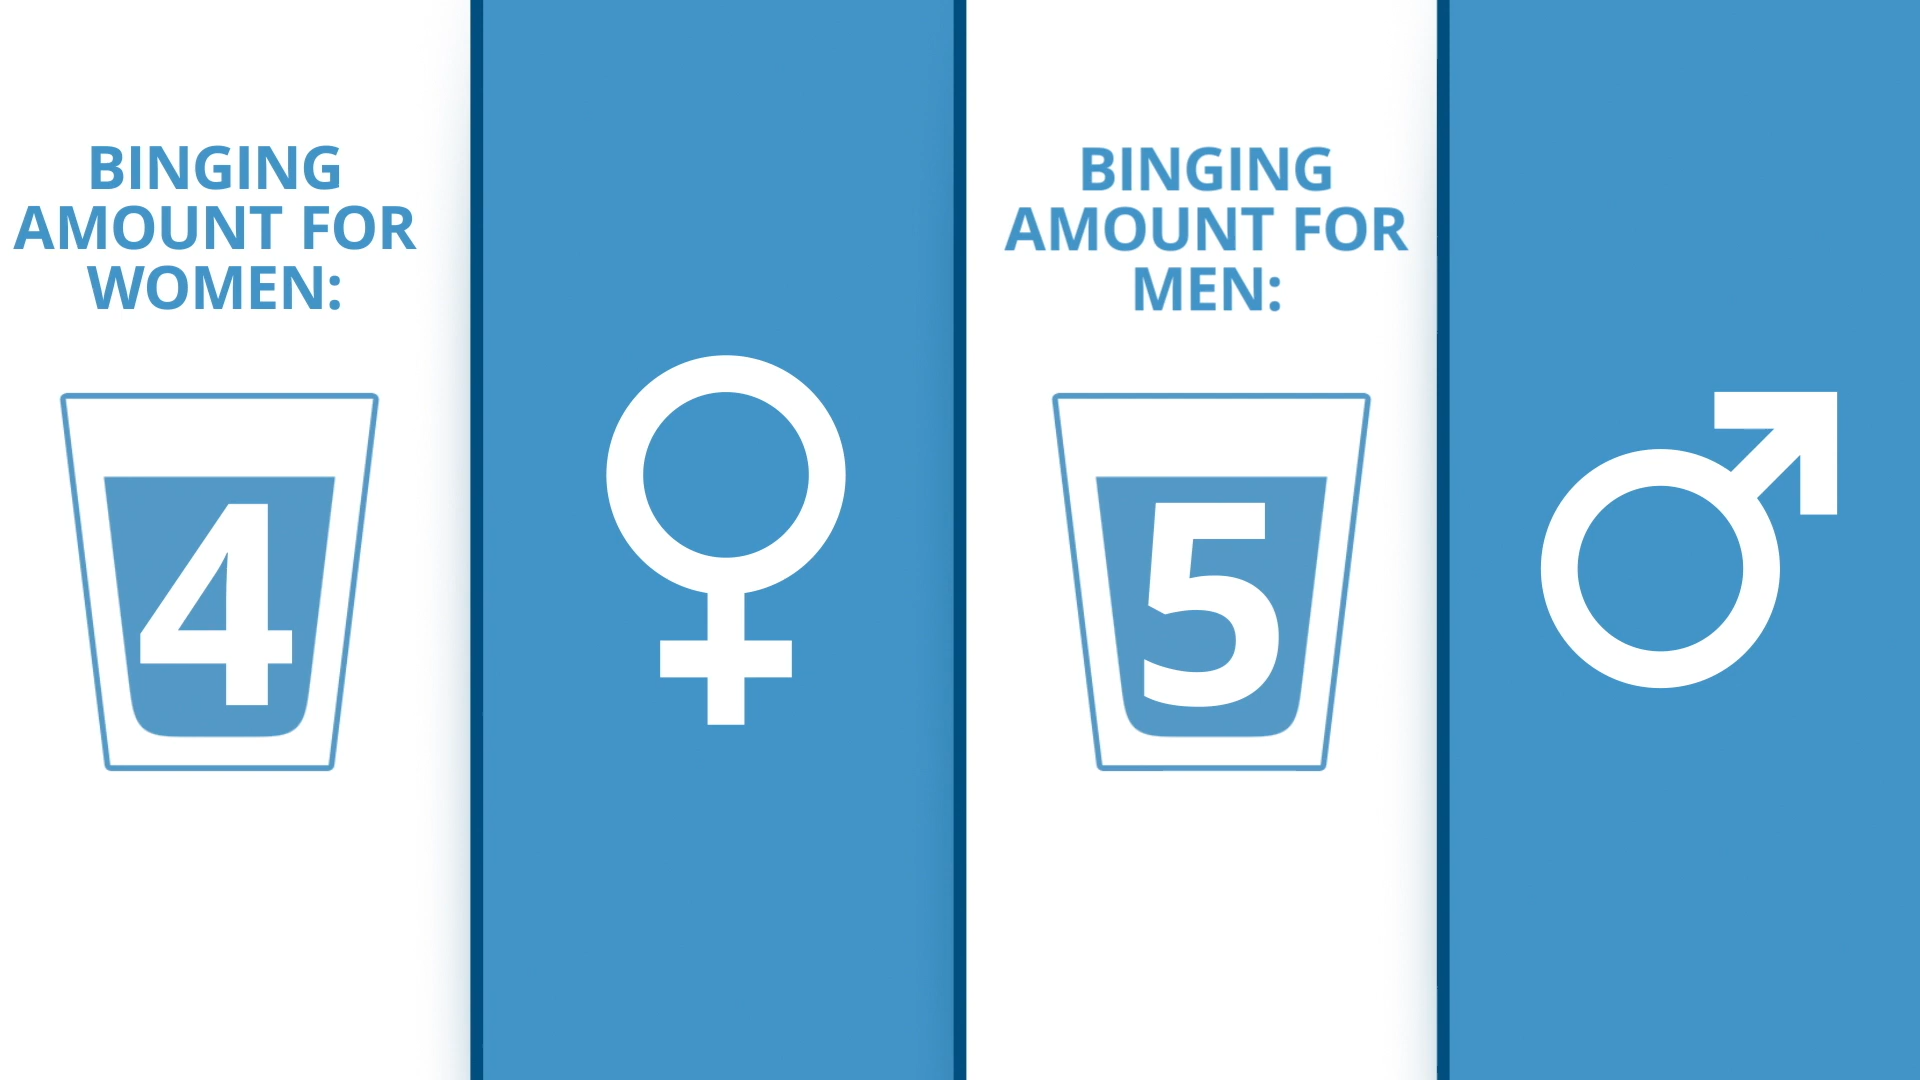 BINGING
AMOUNT FOR
WOMEN:
4
BINGING
AMOUNT FOR
MEN:
5